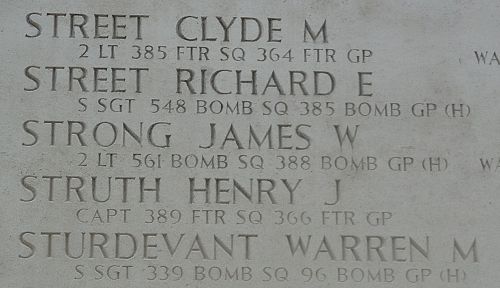 STREET CLYDE M
2 LT 385 FTR SQ 364 FTR GP WA
STREET RICHARD E
S SGT 548 BOMB SQ 385 BOMB GP (H)
STRONG JAMES W
2 LT 561 BOMB SQ 388 BOMB GP (H) WA
STRUTH HENRY J
CAPT 389 FTR SQ 366 FTR GP
STURDEVANT WARREN M
S SGT 339 BOMB SQ 96 BOMB GP (H)